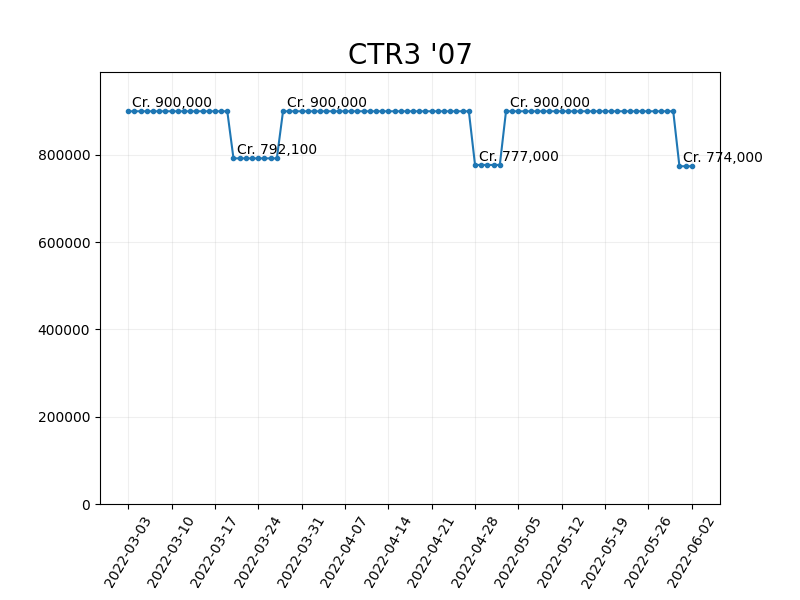 CTR3 '07
Cr. 900,000
Cr. 792,100
Cr. 900,000
Cr. 777,000
Cr. 900,000
Cr. 774,000
800000
600000
400000
200000
0
2022-03-03
2022-03-10
2022-03-17
2022-03-24
2022-03-31
2022-04-07
2022-04-14
2022-04-21
2022-04-28
2022-05-05
2022-05-12
2022-05-19
2022-05-26
2022-06-02